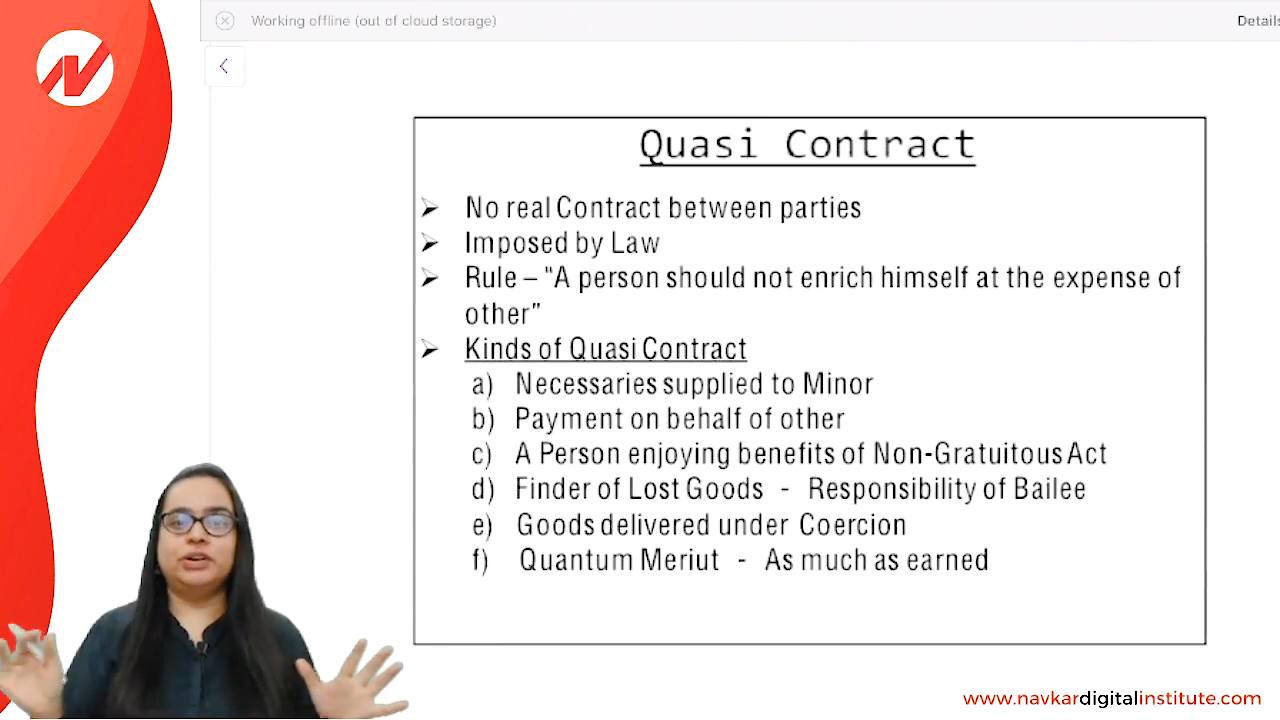 Working offline (out of cloud storage)
Details
Quasi Contract
➢ No real Contract between parties
➢ Imposed by Law
➢ Rule – "A person should not enrich himself at the expense of
other"
➢ Kinds of Quasi Contract
a) Necessaries supplied to Minor
b) Payment on behalf of other
c) A Person enjoying benefits of Non-Gratuitous Act
d) Finder of Lost Goods - Responsibility of Bailee
e) Goods delivered under Coercion
f) Quantum Meriut - As much as earned
www.navkardigitalinstitute.com